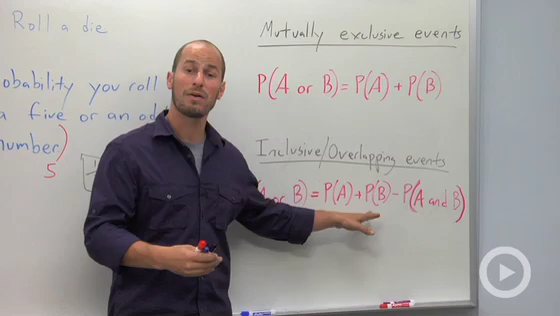 Roll a die
robability you roll
a five or an odd
number)
5
Mutually exclusive events
P(A or B) = P(A) + P(B)
Inclusive/Overlapping events
(A or B) = P(A) + P(B) - P(A and B)